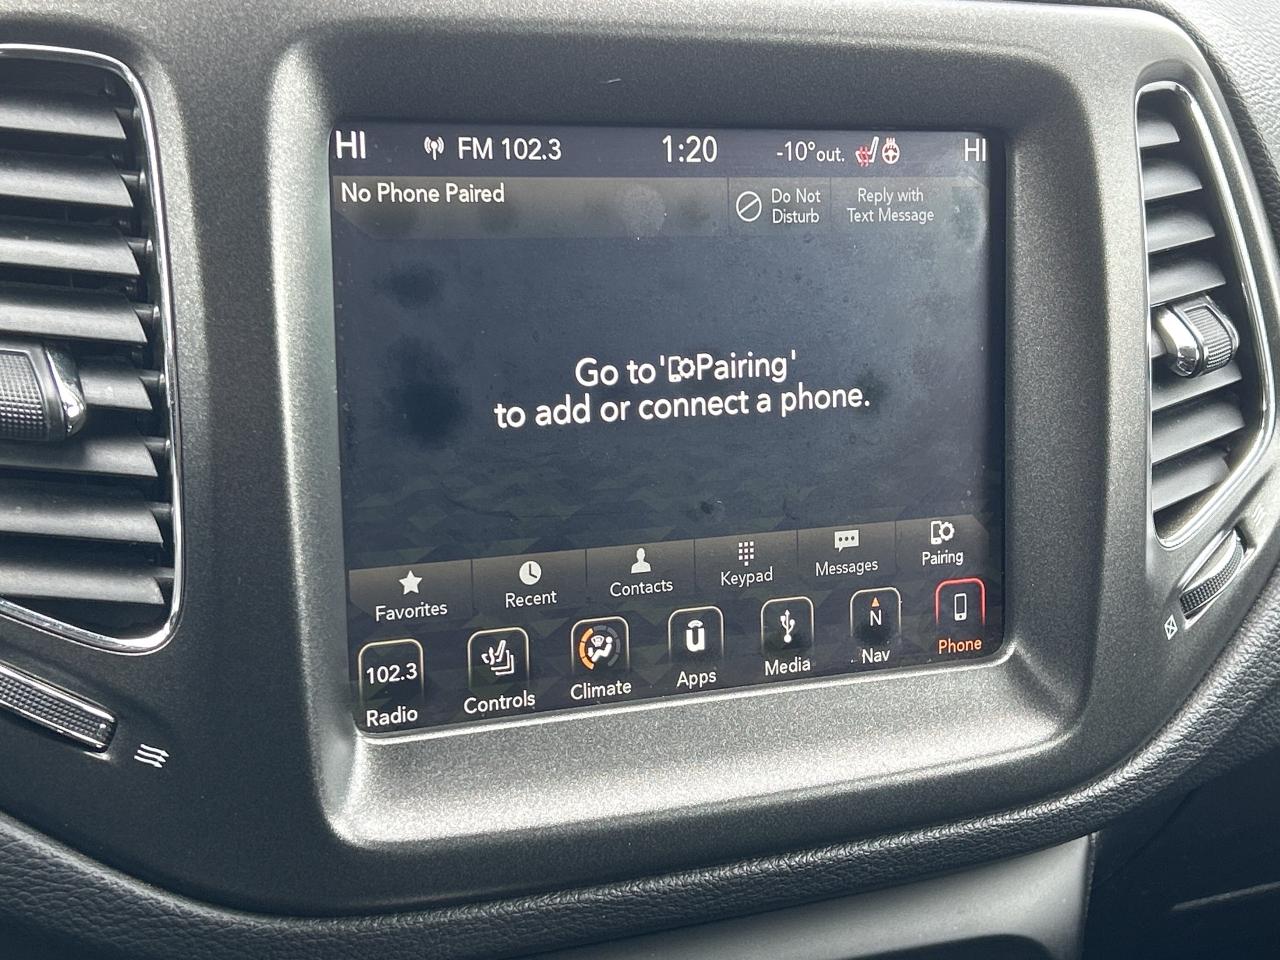 HI FM 102.3 1:20 -10°out. HI
No Phone Paired
Do Not
Disturb
Reply with
Text Message
Go to 'Pairing'
to add or connect a phone.
Favorites Recent Contacts Keypad Messages Pairing
102.3 N
Radio Controls Climate Apps Media Nav Phone